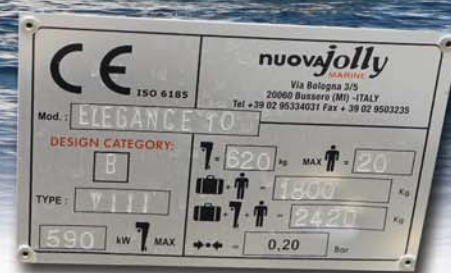 CE ISO 6185
nuovajolly
MARINE
Via Bologna 3/5
20060 Bussero (MI) -ITALY
Tel +39 02 95334031 Fax + 39 02 9503235
Mod. : ELEGANCE TO
DESIGN CATEGORY:
B
TYPE : VIII
590 kW MAX
= 620 kg. MAX = 20
+ = 1800 Kg
+ + = 2420 Kg
= 0,20 Bar